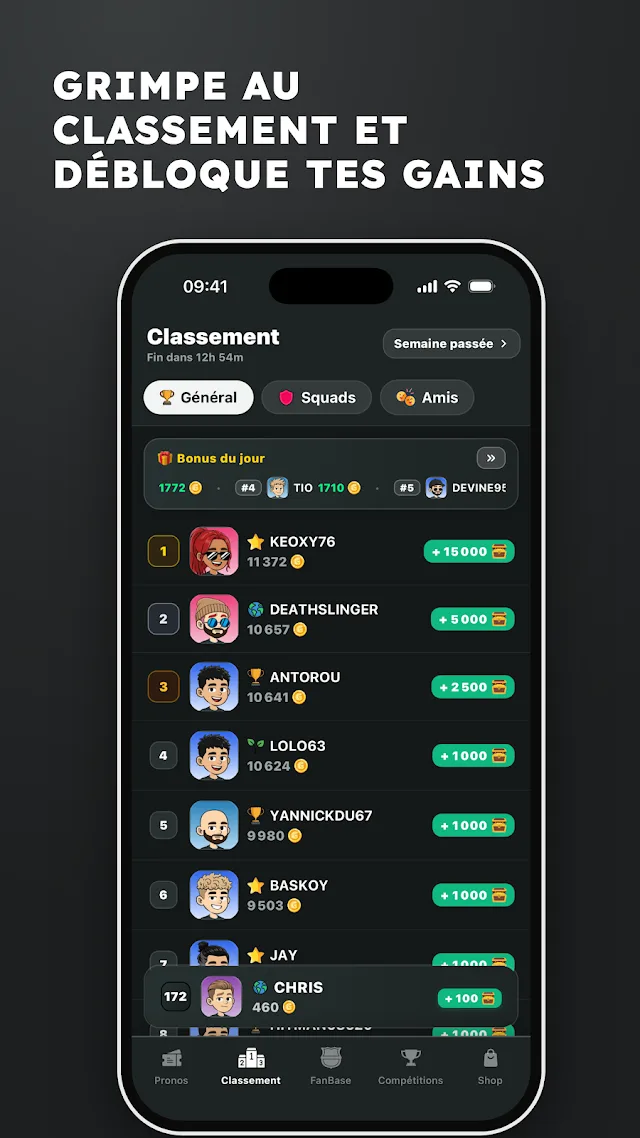 GRIMPE AU
CLASSEMENT ET
DÉBLOQUE TES GAINS
09:41
Classement
Fin dans 12h 54m
Semaine passée
Général
Squads
Amis
Bonus du jour
1772 • #4 TIO 1710 • #5 DEVINE95
1 KEOXY76
11 372
+ 15 000
2 DEATHSLINGER
10 657
+ 5 000
3 ANTOROU
10 641
+ 2 500
4 LOLO63
10 624
+ 1 000
5 YANNICKDU67
9 980
+ 1 000
6 BASKOY
9 503
+ 1 000
7 JAY
+ 1 000
172 CHRIS
460
+ 100
8
+ 1 000
Pronos
Classement
FanBase
Compétitions
Shop